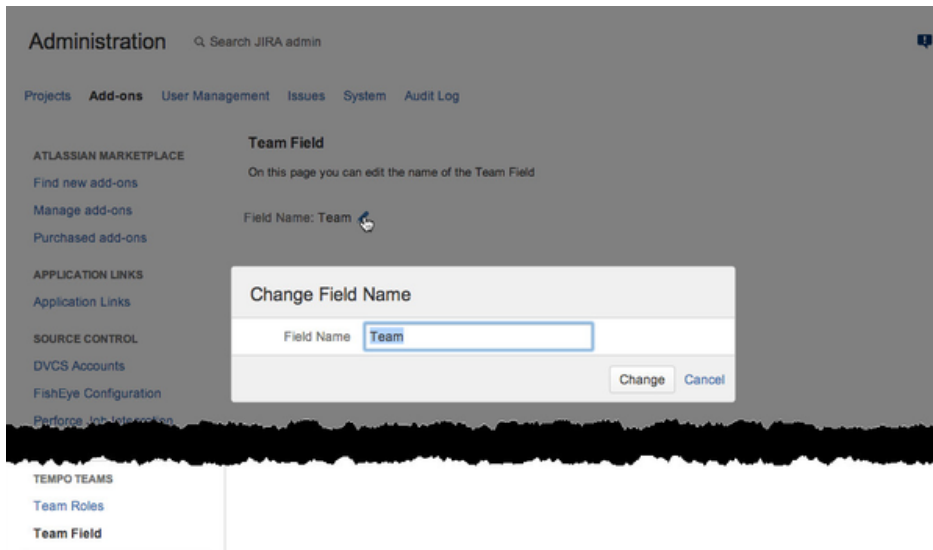 Administration
Search JIRA admin
Projects Add-ons User Management Issues System Audit Log
ATLASSIAN MARKETPLACE
Find new add-ons
Manage add-ons
Purchased add-ons
APPLICATION LINKS
Application Links
SOURCE CONTROL
DVCS Accounts
FishEye Configuration
Perforce Job Integration
Team Field
On this page you can edit the name of the Team Field
Field Name: Team
Change Field Name
Field Name Team
Change Cancel
TEMPO TEAMS
Team Roles
Team Field